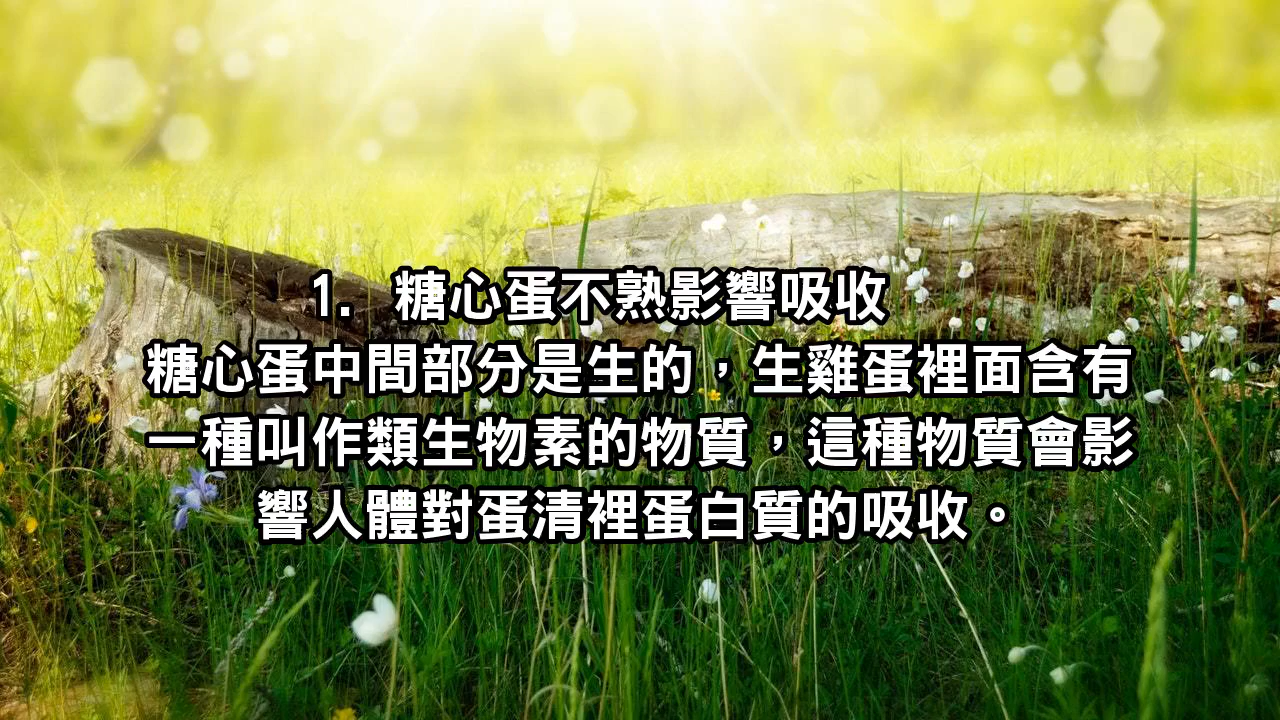 1. 糖心蛋不熟影響吸收
糖心蛋中間部分是生的，生雞蛋裡面含有
一種叫作類生物素的物質，這種物質會影
響人體對蛋清裡蛋白質的吸收。